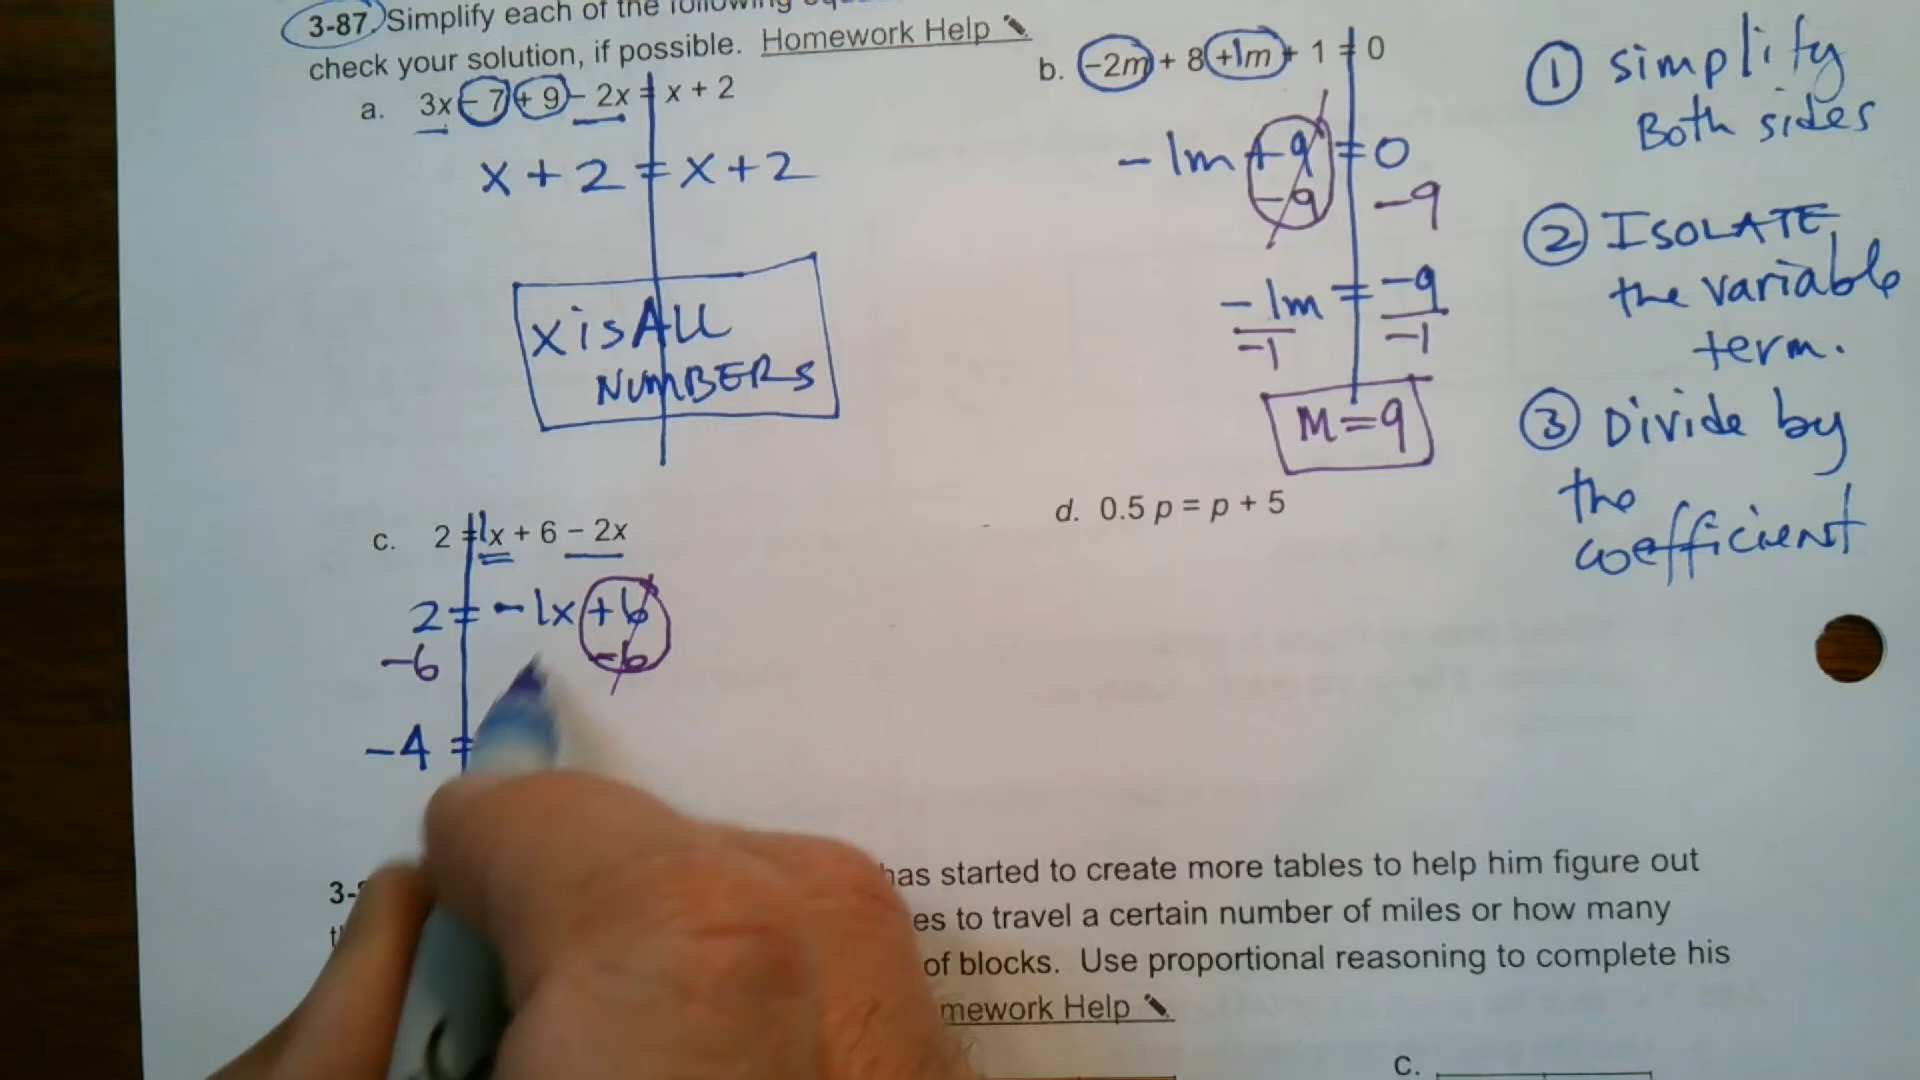 3-87. Simplify each of the following
check your solution, if possible. Homework Help
a. 3x - 7 + 9 - 2x = x + 2
x + 2 = x + 2
x is ALL
NUMBERS
b. -2m + 8 + 1m + 1 = 0
-1m + 9 = 0
-9 -9
-1m = -9
-1 -1
M = 9
① simplify
Both sides
② ISOLATE
the variable
term.
③ Divide by
the
coefficient
c. 2 = 1x + 6 - 2x
2 = -1x + 6
-6 -6
-4 =
d. 0.5 p = p + 5
has started to create more tables to help him figure out
es to travel a certain number of miles or how many
of blocks. Use proportional reasoning to complete his
mework Help
c.